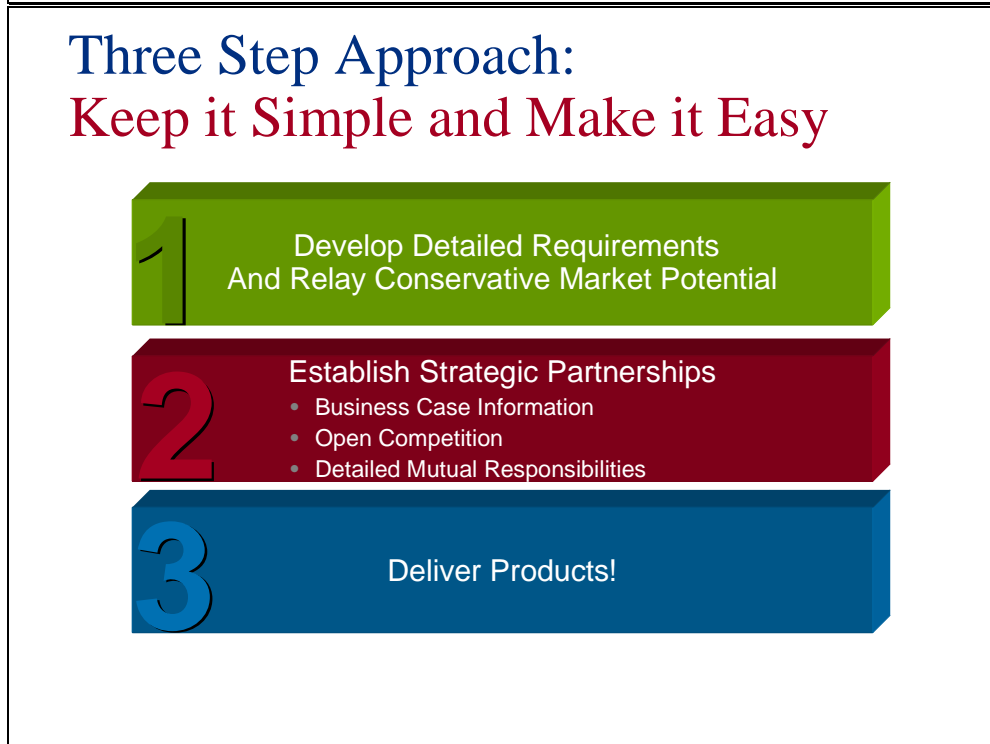 Three Step Approach:
Keep it Simple and Make it Easy
1
Develop Detailed Requirements
And Relay Conservative Market Potential
2
Establish Strategic Partnerships
• Business Case Information
• Open Competition
• Detailed Mutual Responsibilities
3
Deliver Products!